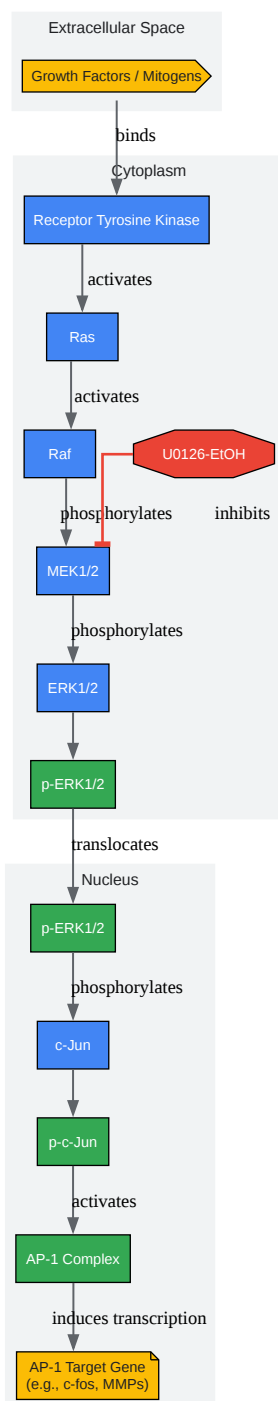 Extracellular Space
Growth Factors / Mitogens
binds
Cytoplasm
Receptor Tyrosine Kinase
activates
Ras
activates
Raf
U0126-EtOH
phosphorylates
inhibits
MEK1/2
phosphorylates
ERK1/2
p-ERK1/2
translocates
Nucleus
p-ERK1/2
phosphorylates
c-Jun
p-c-Jun
activates
AP-1 Complex
induces transcription
AP-1 Target Gene
(e.g., c-fos, MMPs)